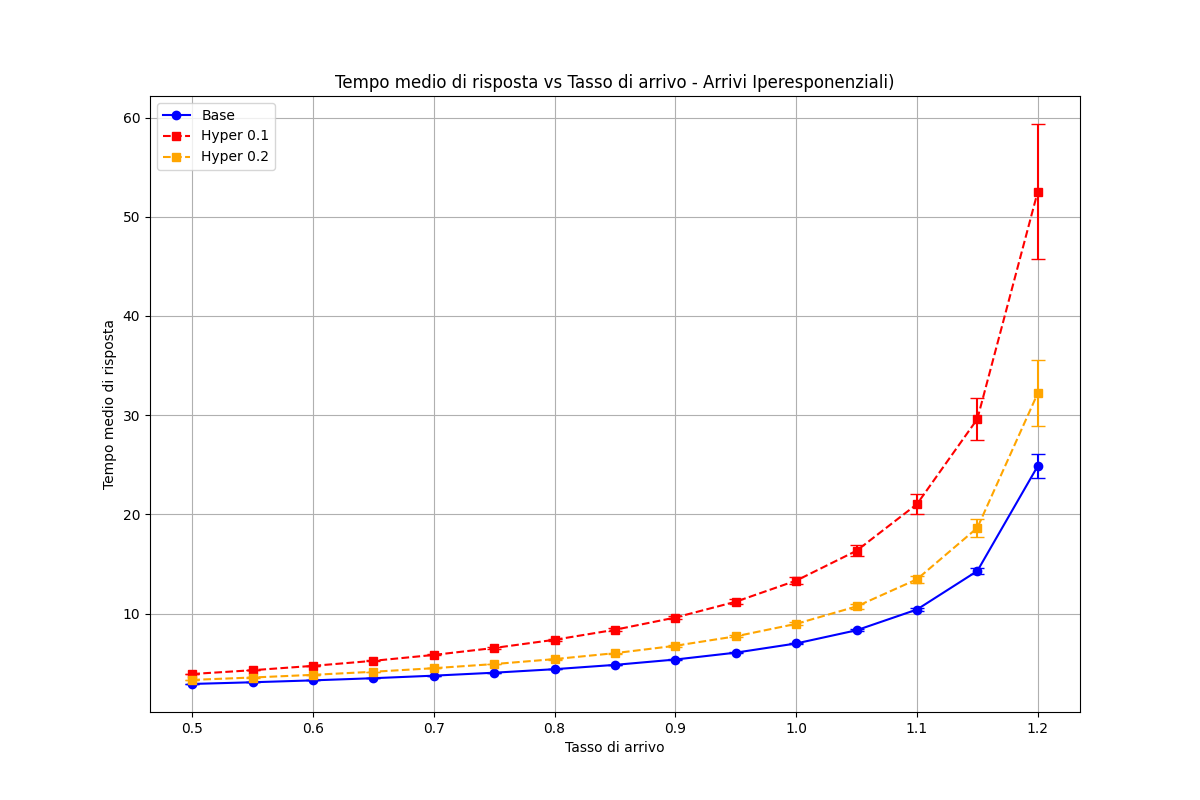 Tempo medio di risposta vs Tasso di arrivo - Arrivi Iperesponenziali)
Base
Hyper 0.1
Hyper 0.2
60
50
40
30
20
10
Tempo medio di risposta
0.5 0.6 0.7 0.8 0.9 1.0 1.1 1.2
Tasso di arrivo